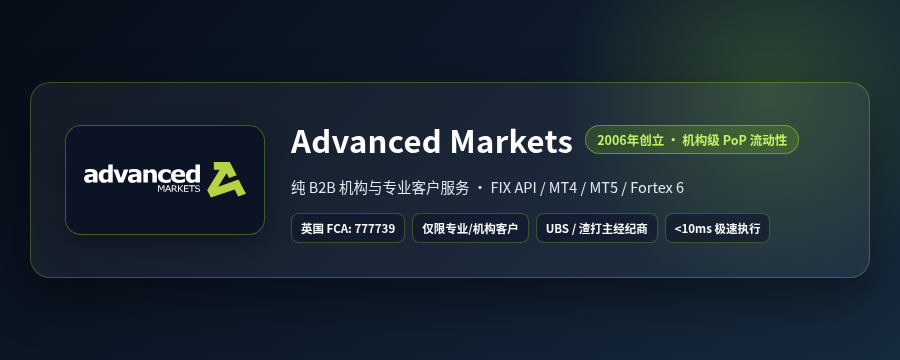 advanced
MARKETS
Advanced Markets
2006年创立 · 机构级 PoP 流动性
纯 B2B 机构与专业客户服务 · FIX API / MT4 / MT5 / Fortex 6
英国 FCA: 777739
仅限专业/机构客户
UBS / 渣打主经纪商
<10ms 极速执行